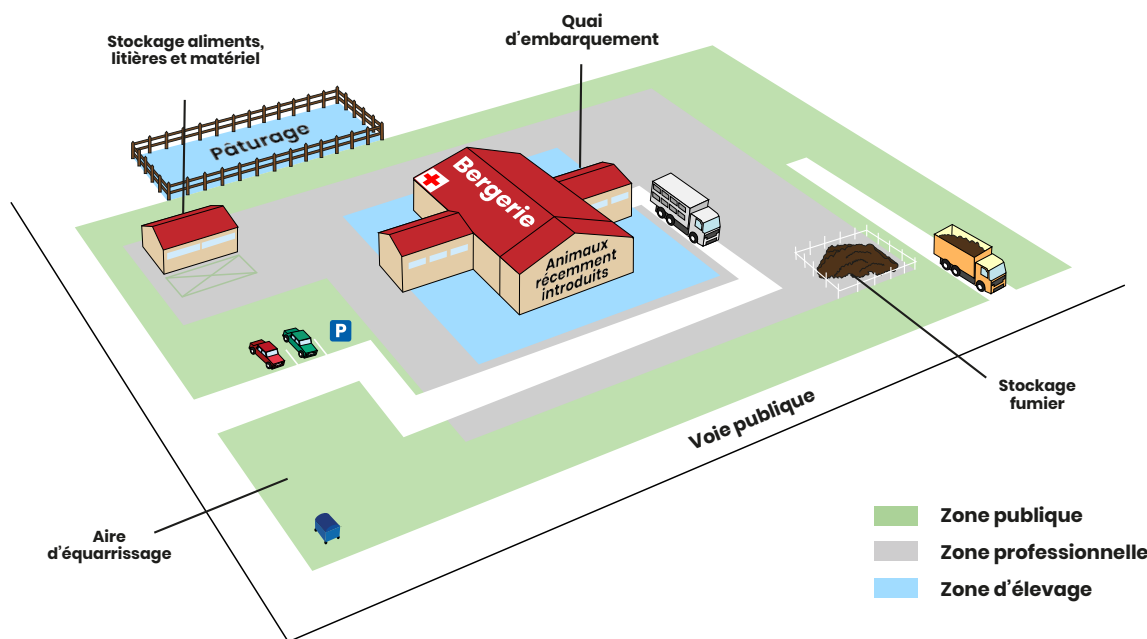 Quai
d'embarquement
Stockage aliments,
litières et matériel
Pâturage
Bergerie
Animaux
récemment
introduits
P
Stockage
fumier
Voie publique
Aire
d'équarrissage
Zone publique
Zone professionnelle
Zone d'élevage